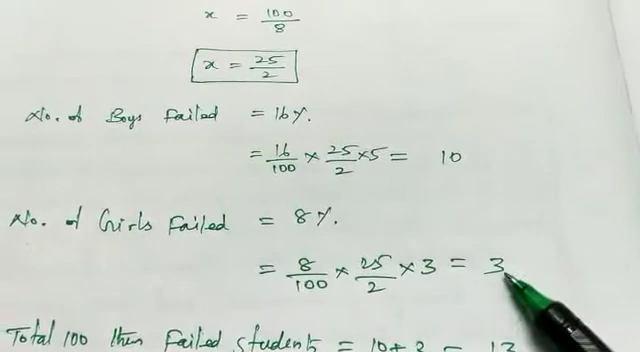 x = 100/8
x = 25/2
No. of Boys Failed = 16%.
= 16/100 × 25/2 × 5 = 10
No. of Girls Failed = 8%.
= 8/100 × 25/2 × 3 = 3
Total 100 then Failed students = 10+3 = 13